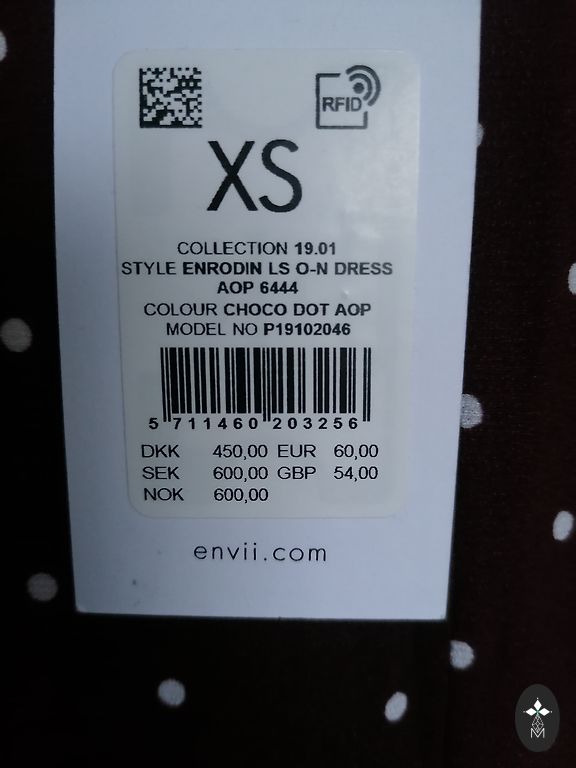 RFID
XS
COLLECTION 19.01
STYLE ENRODIN LS O-N DRESS
AOP 6444
COLOUR CHOCO DOT AOP
MODEL NO P19102046
5 711460 203256
DKK 450,00 EUR 60,00
SEK 600,00 GBP 54,00
NOK 600,00
envii.com
M